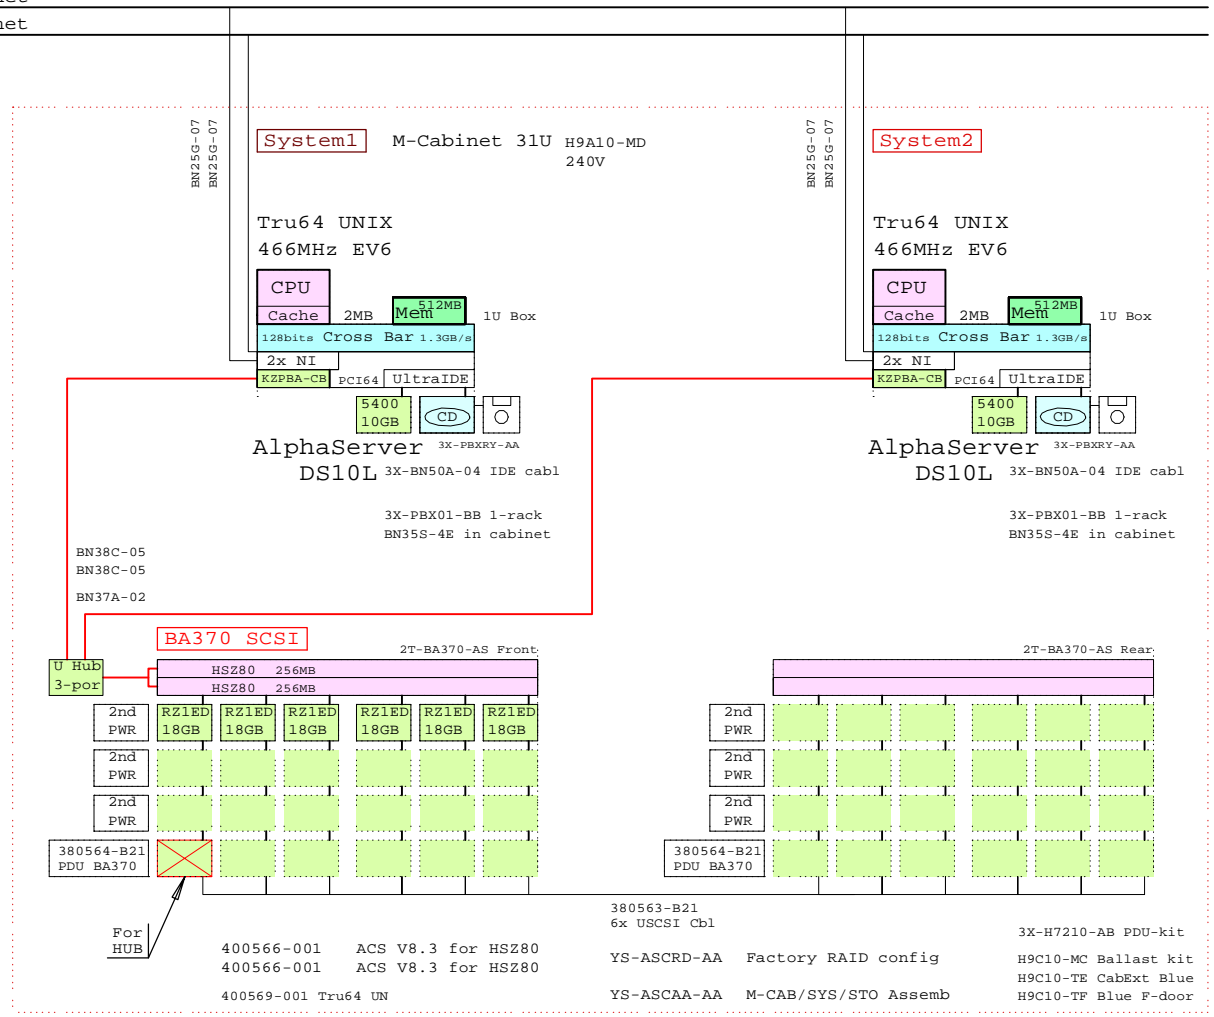 net
BN25G-07
BN25G-07
System1
M-Cabinet 31U
H9A10-MD
240V
BN25G-07
BN25G-07
System2
Tru64 UNIX
466MHz EV6
CPU
Cache
2MB
512MB
Mem
1U Box
128bits Cross Bar 1.3GB/s
2x NI
KZPBA-CB
PCI64
UltraIDE
5400
10GB
CD
AlphaServer
3X-PBXRY-AA
DS10L
3X-BN50A-04 IDE cabl
3X-PBX01-BB 1-rack
BN35S-4E in cabinet
Tru64 UNIX
466MHz EV6
CPU
Cache
2MB
512MB
Mem
1U Box
128bits Cross Bar 1.3GB/s
2x NI
KZPBA-CB
PCI64
UltraIDE
5400
10GB
CD
AlphaServer
3X-PBXRY-AA
DS10L
3X-BN50A-04 IDE cabl
3X-PBX01-BB 1-rack
BN35S-4E in cabinet
BN38C-05
BN38C-05
BN37A-02
BA370 SCSI
2T-BA370-AS Front
U Hub
3-por
HSZ80 256MB
HSZ80 256MB
2nd
PWR
RZ1ED
18GB
RZ1ED
18GB
RZ1ED
18GB
RZ1ED
18GB
RZ1ED
18GB
RZ1ED
18GB
2nd
PWR
2nd
PWR
380564-B21
PDU BA370
For
HUB
2T-BA370-AS Rear
2nd
PWR
2nd
PWR
2nd
PWR
380564-B21
PDU BA370
380563-B21
6x USCSI Cbl
400566-001 ACS V8.3 for HSZ80
400566-001 ACS V8.3 for HSZ80
400569-001 Tru64 UN
YS-ASCRD-AA Factory RAID config
YS-ASCAA-AA M-CAB/SYS/STO Assemb
3X-H7210-AB PDU-kit
H9C10-MC Ballast kit
H9C10-TE CabExt Blue
H9C10-TF Blue F-door